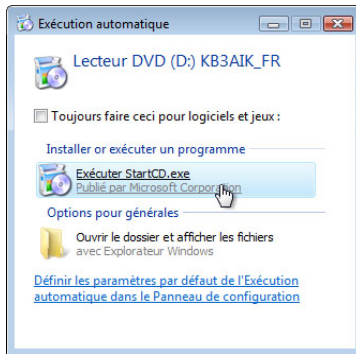 Exécution automatique
Lecteur DVD (D:) KB3AIK_FR
Toujours faire ceci pour logiciels et jeux :
Installer or exécuter un programme
Exécuter StartCD.exe
Publié par Microsoft Corporation
Options pour générales
Ouvrir le dossier et afficher les fichiers
avec Explorateur Windows
Définir les paramètres par défaut de l'Exécution
automatique dans le Panneau de configuration